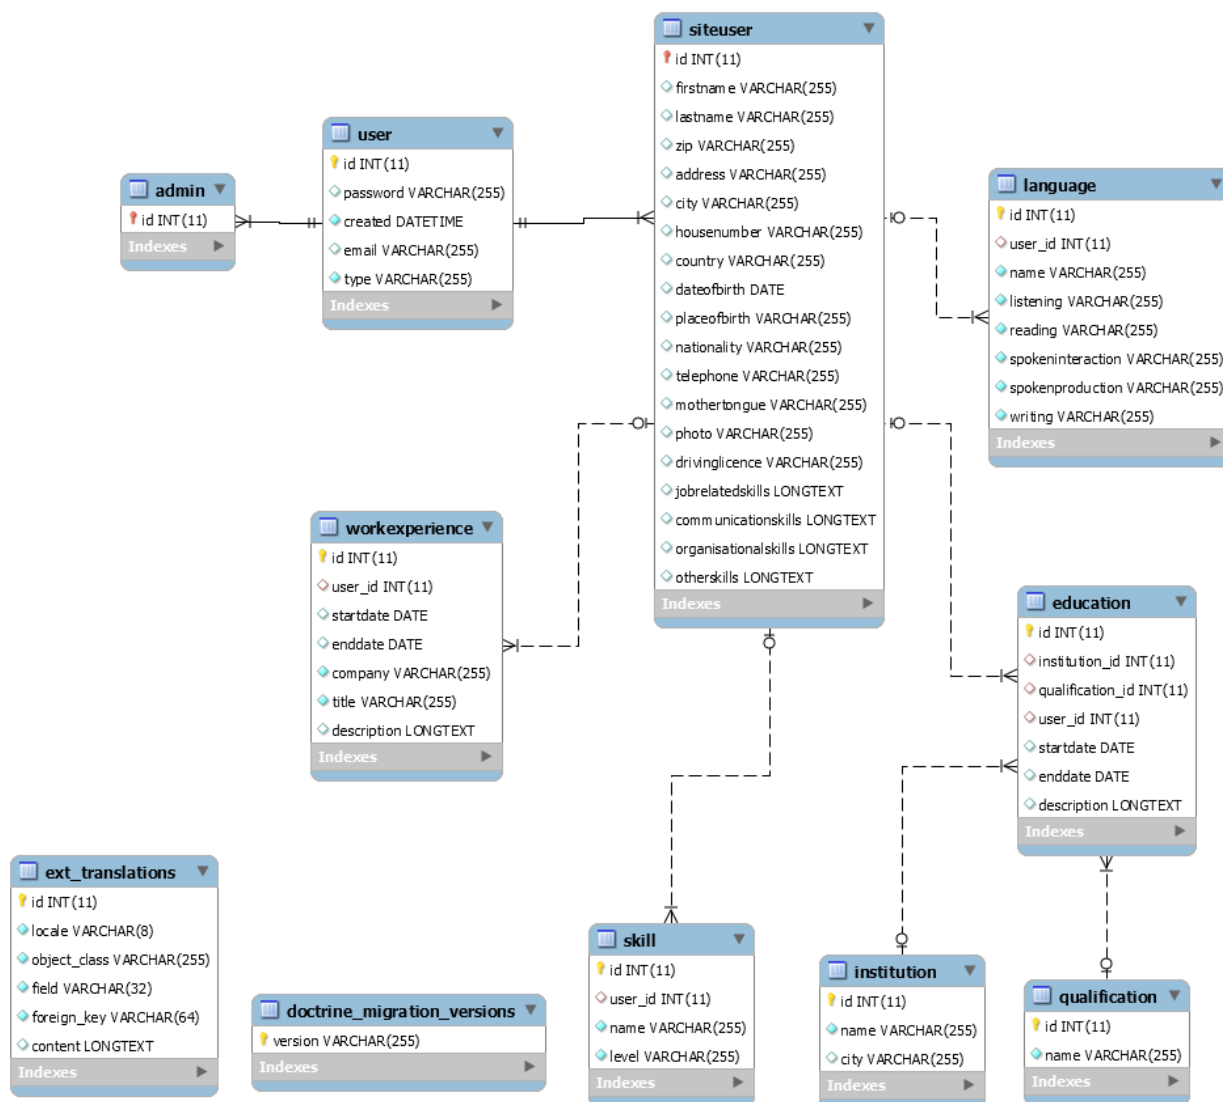 siteuser
id INT(11)
firstname VARCHAR(255)
lastname VARCHAR(255)
zip VARCHAR(255)
address VARCHAR(255)
city VARCHAR(255)
housenumber VARCHAR(255)
country VARCHAR(255)
dateofbirth DATE
placeofbirth VARCHAR(255)
nationality VARCHAR(255)
telephone VARCHAR(255)
mothertongue VARCHAR(255)
photo VARCHAR(255)
drivinglicence VARCHAR(255)
jobrelatedskills LONGTEXT
communicationskills LONGTEXT
organisationalskills LONGTEXT
otherskills LONGTEXT
Indexes
user
id INT(11)
password VARCHAR(255)
created DATETIME
email VARCHAR(255)
type VARCHAR(255)
Indexes
admin
id INT(11)
Indexes
language
id INT(11)
user_id INT(11)
name VARCHAR(255)
listening VARCHAR(255)
reading VARCHAR(255)
spokeninteraction VARCHAR(255)
spokenproduction VARCHAR(255)
writing VARCHAR(255)
Indexes
workexperience
id INT(11)
user_id INT(11)
startdate DATE
enddate DATE
company VARCHAR(255)
title VARCHAR(255)
description LONGTEXT
Indexes
education
id INT(11)
institution_id INT(11)
qualification_id INT(11)
user_id INT(11)
startdate DATE
enddate DATE
description LONGTEXT
Indexes
ext_translations
id INT(11)
locale VARCHAR(8)
object_class VARCHAR(255)
field VARCHAR(32)
foreign_key VARCHAR(64)
content LONGTEXT
Indexes
doctrine_migration_versions
version VARCHAR(255)
Indexes
skill
id INT(11)
user_id INT(11)
name VARCHAR(255)
level VARCHAR(255)
Indexes
institution
id INT(11)
name VARCHAR(255)
city VARCHAR(255)
Indexes
qualification
id INT(11)
name VARCHAR(255)
Indexes